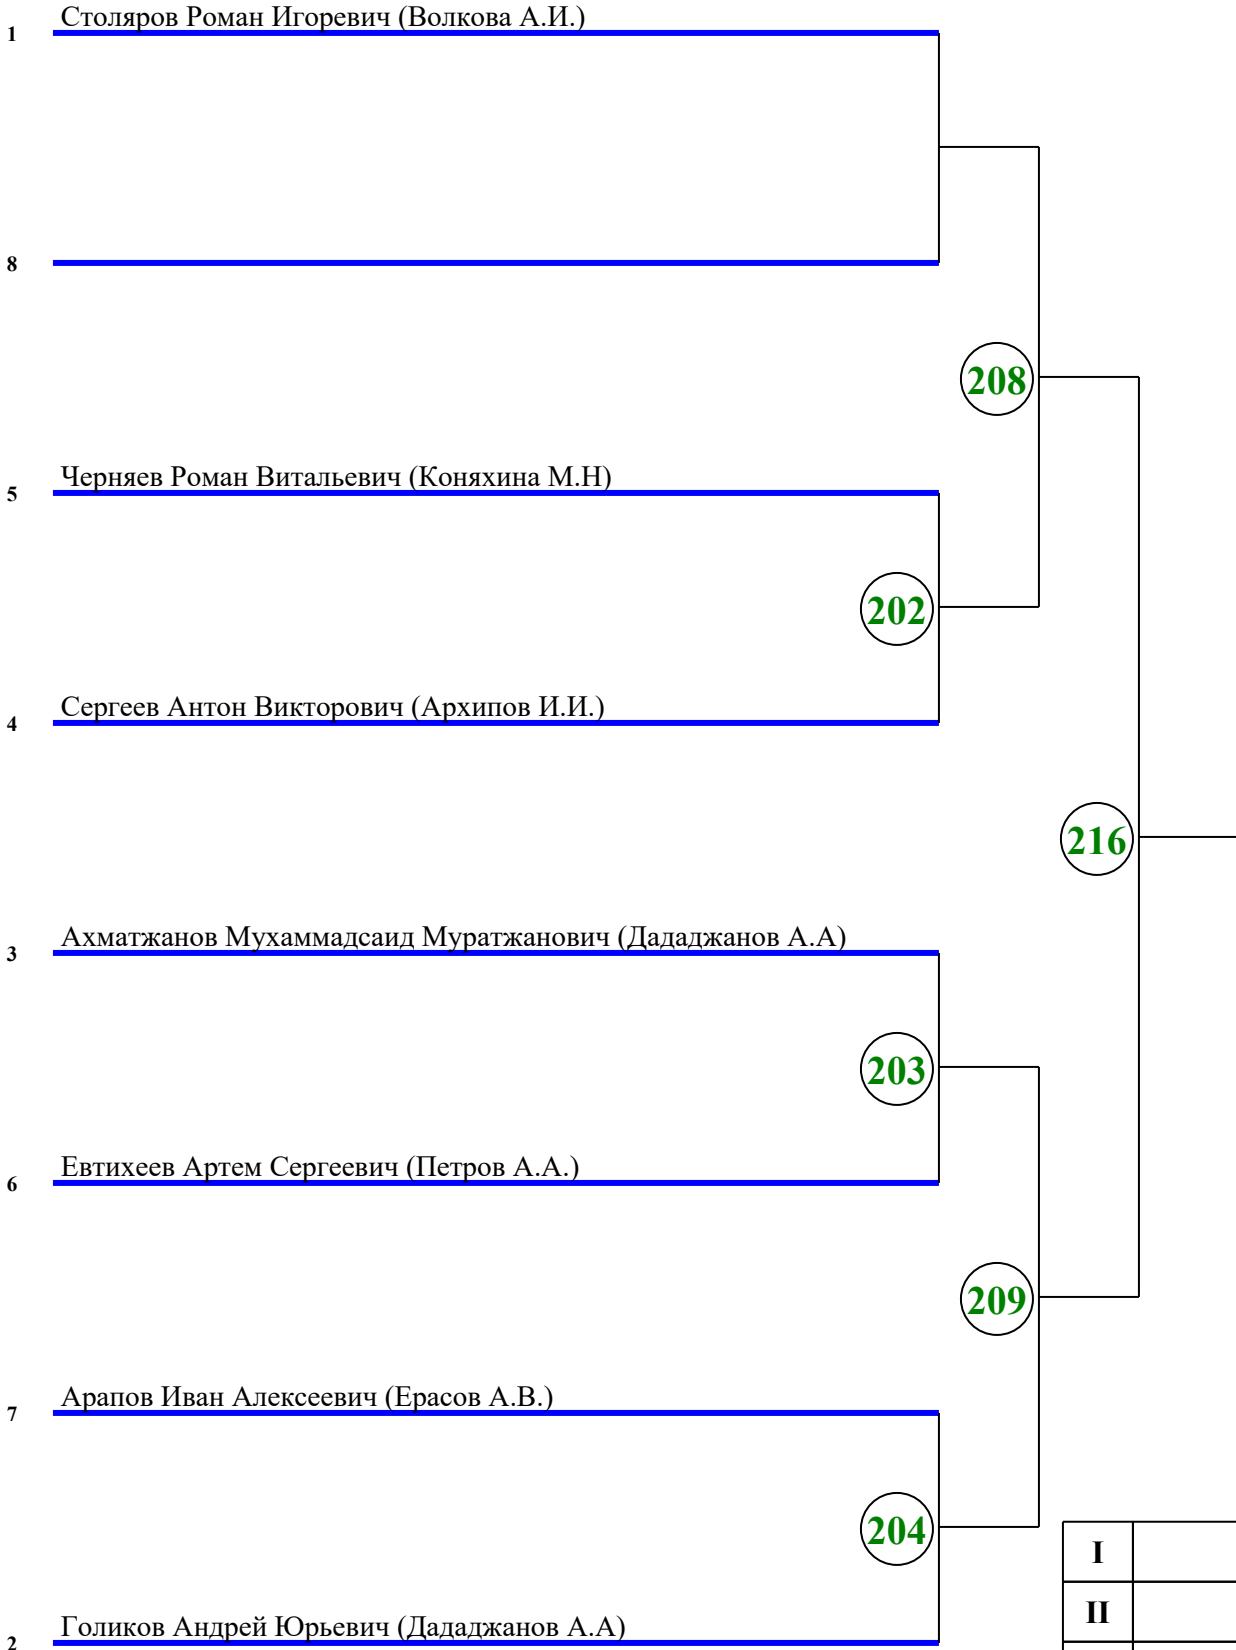 Столяров Роман Игоревич (Волкова А.И.)
1
8
208
Черняев Роман Витальевич (Коняхина М.Н)
5
202
Сергеев Антон Викторович (Архипов И.И.)
4
216
Ахматжанов Мухаммадсаид Муратжанович (Дададжанов А.А)
3
203
Евтихеев Артем Сергеевич (Петров А.А.)
6
209
Арапов Иван Алексеевич (Ерасов А.В.)
7
204
I
II
Голиков Андрей Юрьевич (Дададжанов А.А)
2